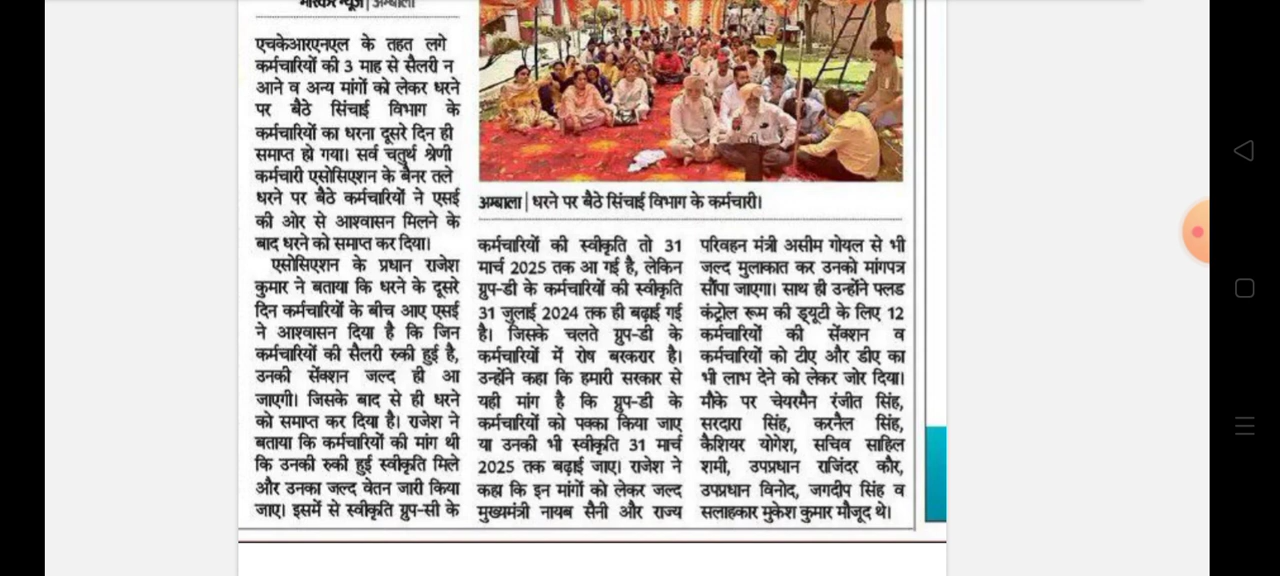 भास्कर न्यूज | अम्बाला
एचकेआरएनएल के तहत लगे
कर्मचारियों की 3 माह से सैलरी न
आने व अन्य मांगों को लेकर धरने
पर बैठे सिंचाई विभाग के
कर्मचारियों का धरना दूसरे दिन ही
समाप्त हो गया। सर्व चतुर्थ श्रेणी
कर्मचारी एसोसिएशन के बैनर तले
धरने पर बैठे कर्मचारियों ने एसई
की ओर से आश्वासन मिलने के
बाद धरने को समाप्त कर दिया।
एसोसिएशन के प्रधान राजेश
कुमार ने बताया कि धरने के दूसरे
दिन कर्मचारियों के बीच आए एसई
ने आश्वासन दिया है कि जिन
कर्मचारियों की सैलरी रुकी हुई है,
उनकी सेंक्शन जल्द ही आ
जाएगी। जिसके बाद से ही धरने
को समाप्त कर दिया है। राजेश ने
बताया कि कर्मचारियों की मांग थी
कि उनकी रुकी हुई स्वीकृति मिले
और उनका जल्द वेतन जारी किया
जाए। इसमें से स्वीकृति ग्रुप-सी के
अम्बाला | धरने पर बैठे सिंचाई विभाग के कर्मचारी।
कर्मचारियों की स्वीकृति तो 31
मार्च 2025 तक आ गई है, लेकिन
ग्रुप-डी के कर्मचारियों की स्वीकृति
31 जुलाई 2024 तक ही बढ़ाई गई
है। जिसके चलते ग्रुप-डी के
कर्मचारियों में रोष बरकरार है।
उन्होंने कहा कि हमारी सरकार से
यही मांग है कि ग्रुप-डी के
कर्मचारियों को पक्का किया जाए
या उनकी भी स्वीकृति 31 मार्च
2025 तक बढ़ाई जाए। राजेश ने
कहा कि इन मांगों को लेकर जल्द
मुख्यमंत्री नायब सैनी और राज्य
परिवहन मंत्री असीम गोयल से भी
जल्द मुलाकात कर उनको मांगपत्र
सौंपा जाएगा। साथ ही उन्होंने फ्लड
कंट्रोल रूम की ड्यूटी के लिए 12
कर्मचारियों की सेंक्शन व
कर्मचारियों को टीए और डीए का
भी लाभ देने को लेकर जोर दिया।
मौके पर चेयरमैन रंजीत सिंह,
सरदारा सिंह, करनैल सिंह,
कैशियर योगेश, सचिव साहिल
शर्मा, उपप्रधान राजिंदर कौर,
उपप्रधान विनोद, जगदीप सिंह व
सलाहकार मुकेश कुमार मौजूद थे।